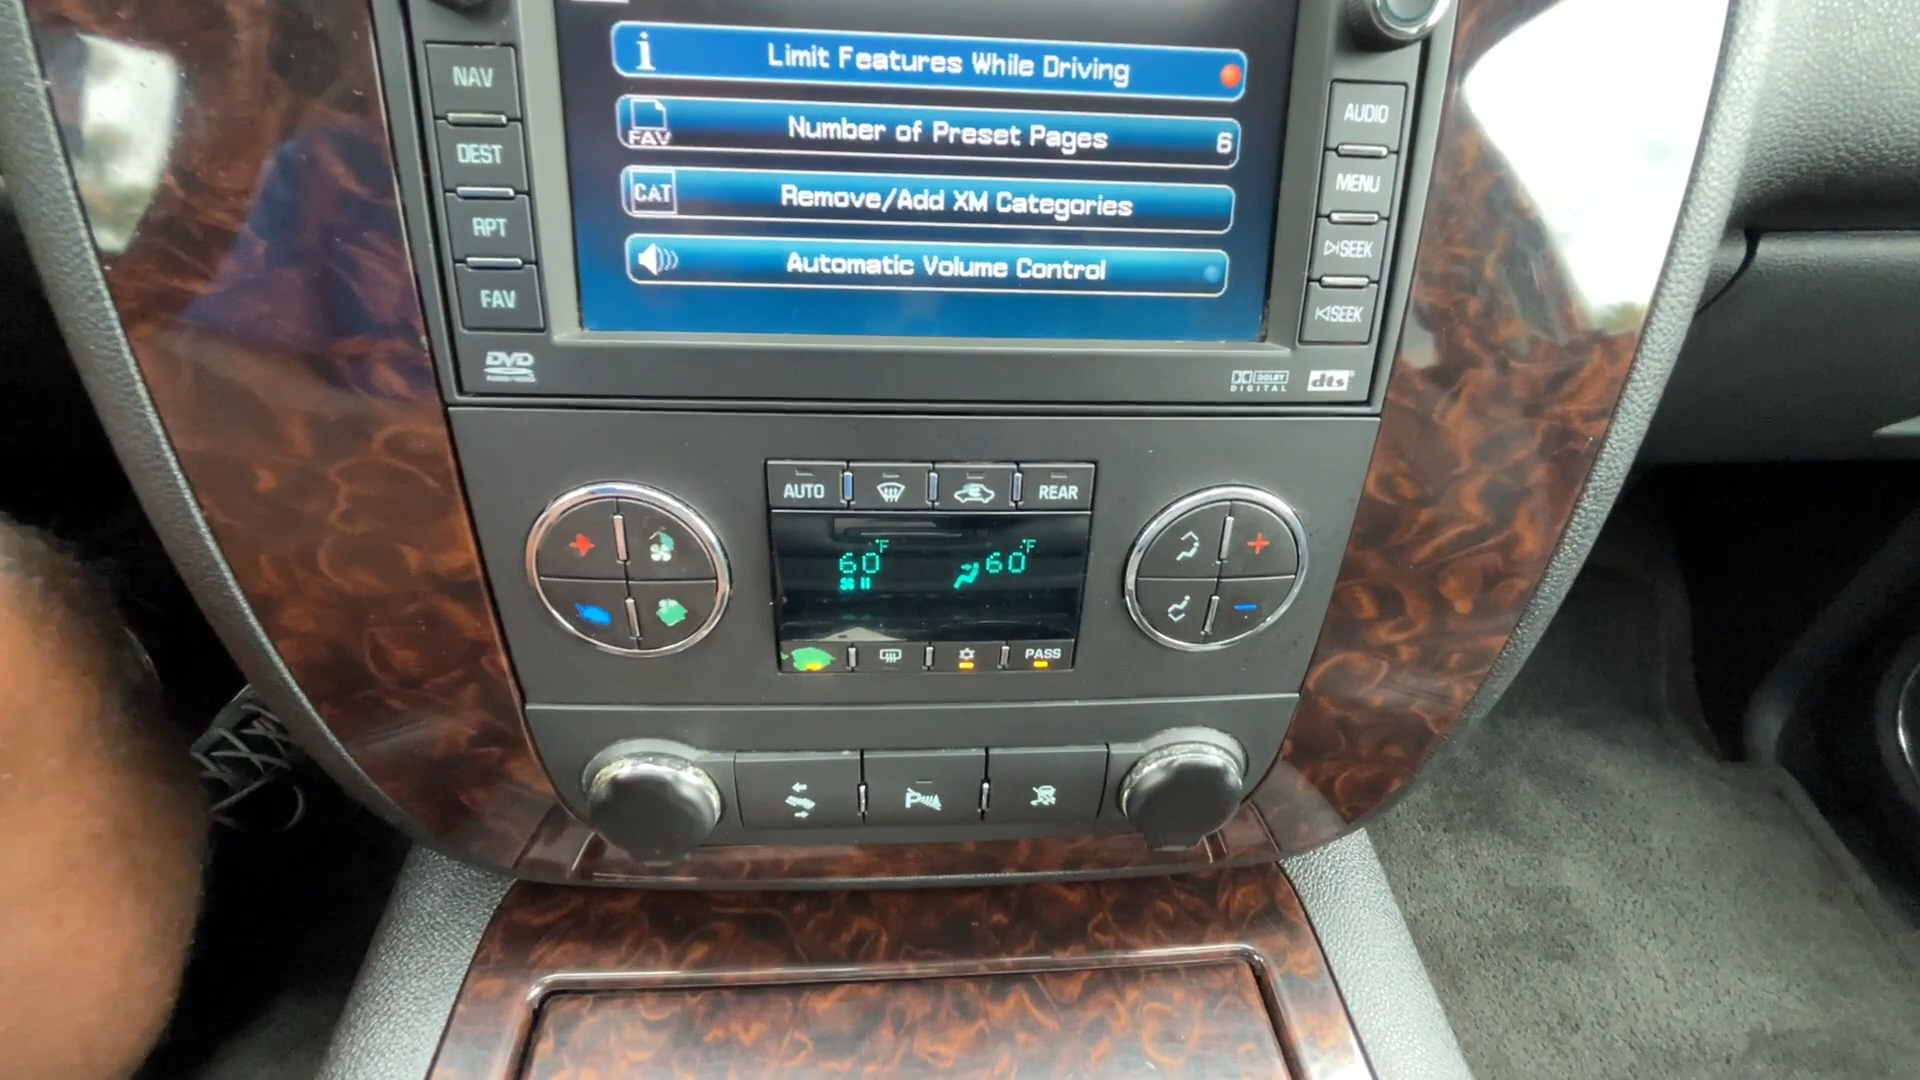 Limit Features While Driving
FAV
Number of Preset Pages 6
CAT
Remove/Add XM Categories
Automatic Volume Control
NAV
DEST
RPT
FAV
AUDIO
MENU
SEEK
SEEK
DVD
DOLBY
DIGITAL
dts
AUTO
REAR
60°F
60°F
PASS
P